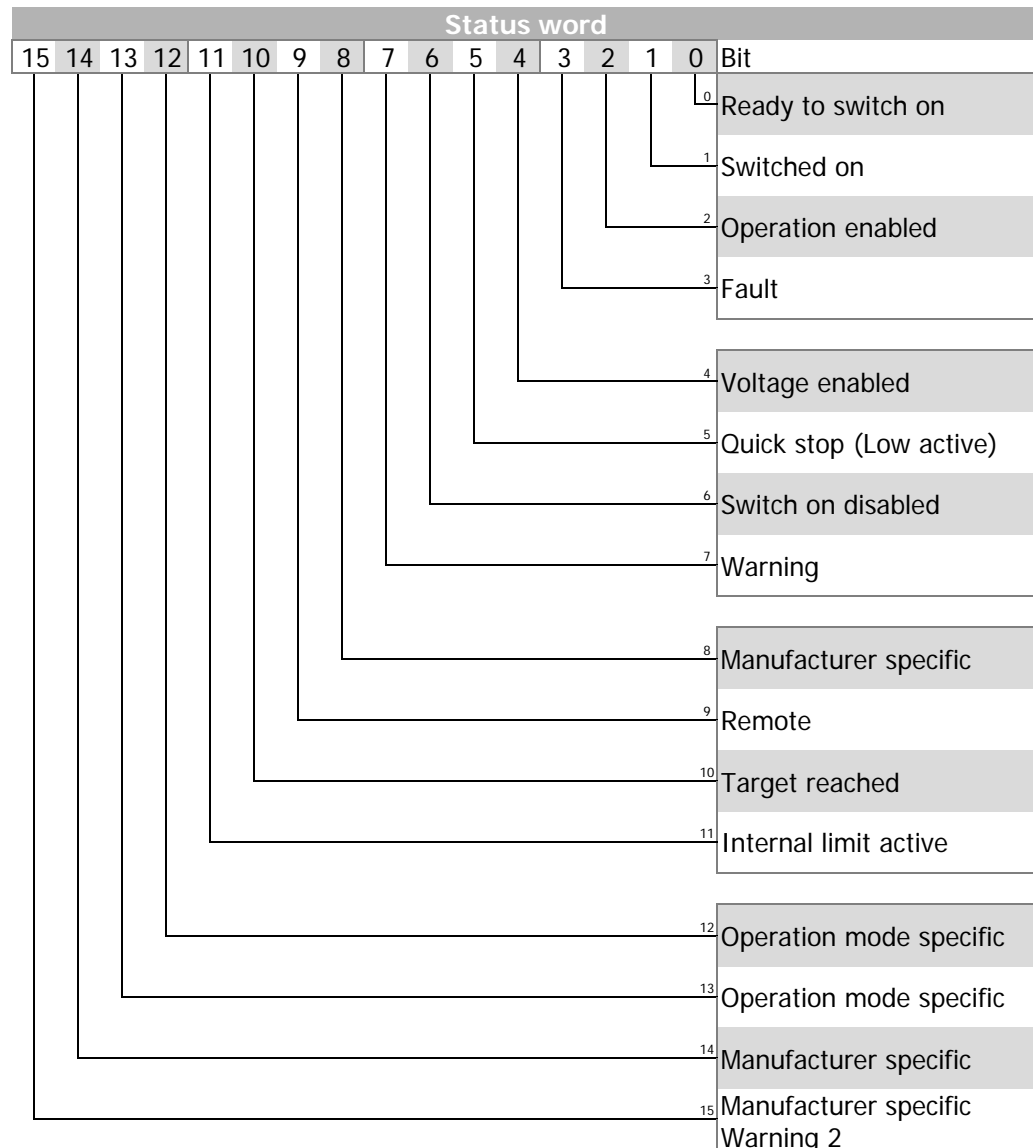 Status word
15 14 13 12 11 10 9 8 7 6 5 4 3 2 1 0 Bit
0 Ready to switch on
1 Switched on
2 Operation enabled
3 Fault
4 Voltage enabled
5 Quick stop (Low active)
6 Switch on disabled
7 Warning
8 Manufacturer specific
9 Remote
10 Target reached
11 Internal limit active
12 Operation mode specific
13 Operation mode specific
14 Manufacturer specific
15 Manufacturer specific
Warning 2